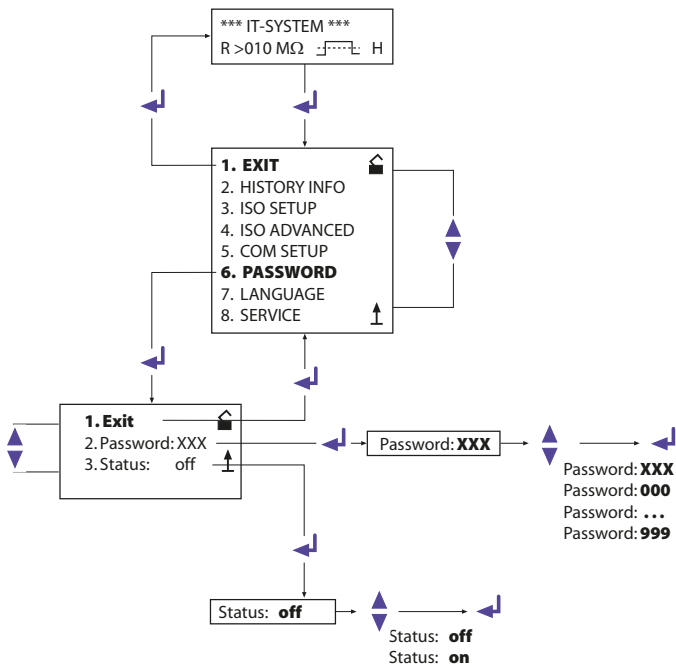 *** IT-SYSTEM ***
R >010 MΩ H
1. EXIT
2. HISTORY INFO
3. ISO SETUP
4. ISO ADVANCED
5. COM SETUP
6. PASSWORD
7. LANGUAGE
8. SERVICE
1. Exit
2. Password: XXX
3. Status: off
Password: XXX
Password: XXX
Password: 000
Password: ...
Password: 999
Status: off
Status: off
Status: on